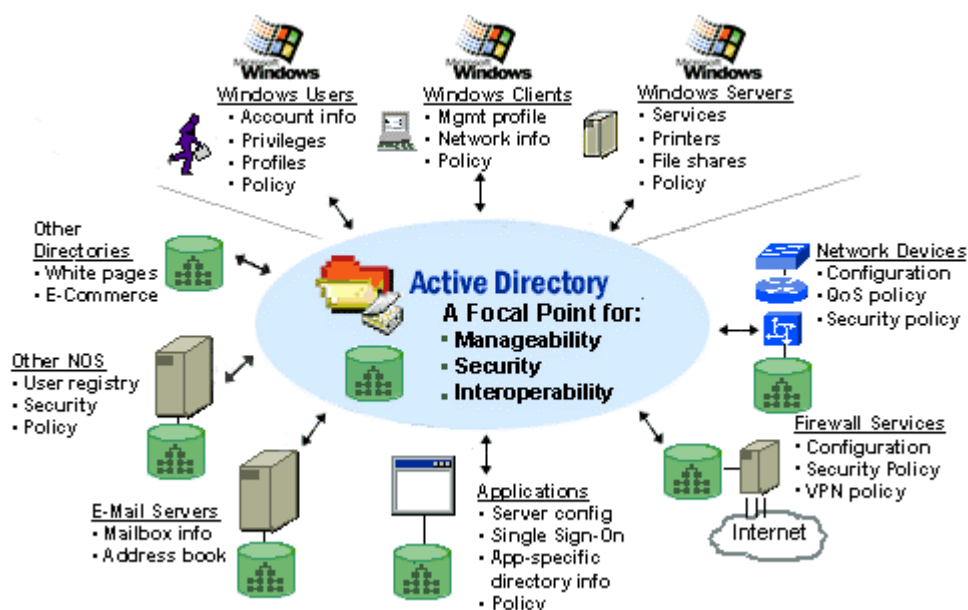 Microsoft
Windows
Microsoft
Windows
Microsoft
Windows
Windows Users
• Account info
• Privileges
• Profiles
• Policy
Windows Clients
• Mgmt profile
• Network info
• Policy
Windows Servers
• Services
• Printers
• File shares
• Policy
Other
Directories
• White pages
• E-Commerce
Active Directory
A Focal Point for:
• Manageability
• Security
• Interoperability
Network Devices
• Configuration
• QoS policy
• Security policy
Other NOS
• User registry
• Security
• Policy
Firewall Services
• Configuration
• Security Policy
• VPN policy
Internet
E-Mail Servers
• Mailbox info
• Address book
Applications
• Server config
• Single Sign-On
• App-specific
directory info
• Policy